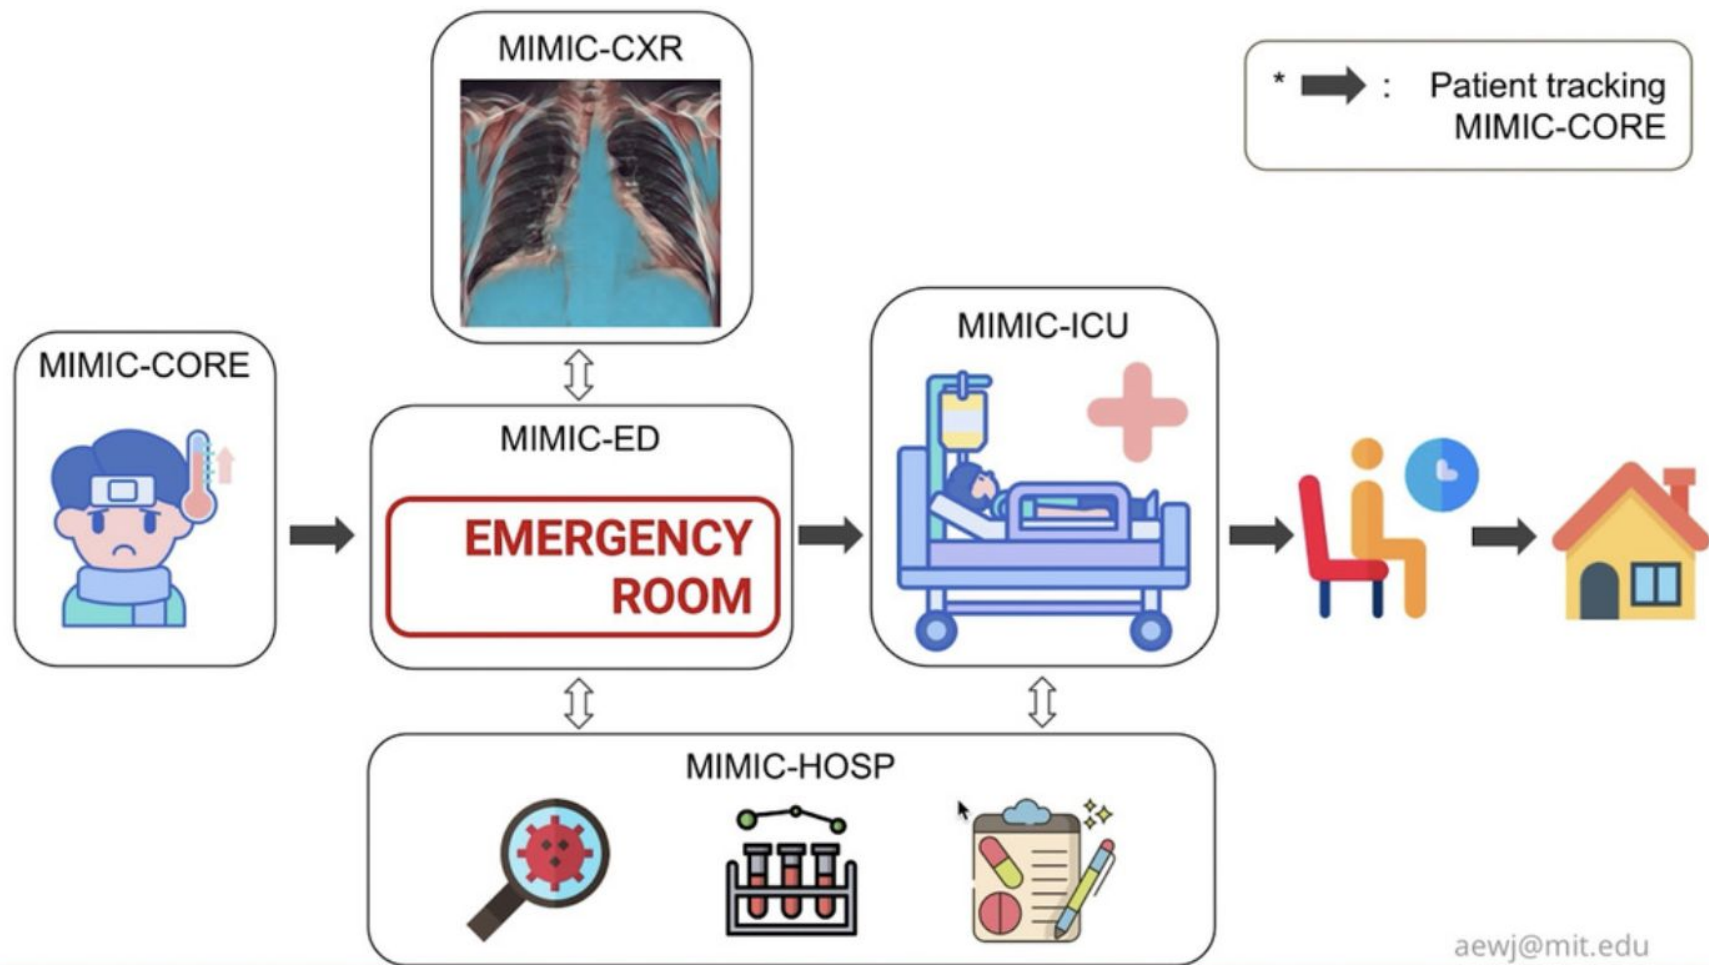 MIMIC-CXR
* : Patient tracking
MIMIC-CORE
MIMIC-CORE
MIMIC-ED
EMERGENCY
ROOM
MIMIC-ICU
MIMIC-HOSP
aewj@mit.edu